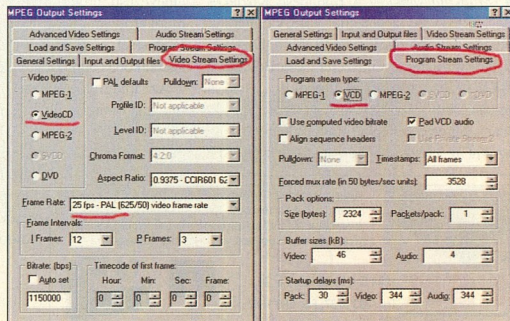 MPEG Output Settings
Advanced Video Settings
Audio Stream Settings
Load and Save Settings
Program Stream Settings
General Settings
Input and Output files
Video Stream Settings
Video type:
MPEG-1
VideoCD
MPEG-2
SVCD
DVD
PAL defaults
Pulldown:
None
Profile ID:
Not applicable
Level ID:
Not applicable
Chroma Format:
4:2:0
Aspect Ratio:
0.9375 - CCIR601 62
Frame Rate:
25 fps - PAL (625/50) video frame rate
Frame Intervals:
I Frames:
12
P Frames:
3
Bitrate: (bps)
Auto set
1150000
Timecode of first frame:
Hour:
Min:
Sec:
Frame:
0
0
0
0
MPEG Output Settings
General Settings
Input and Output files
Video Stream Settings
Advanced Video Settings
Audio Stream Settings
Load and Save Settings
Program Stream Settings
Program stream type:
MPEG-1
VCD
MPEG-2
SVCD
Use computed video bitrate
Pad VCD audio
Align sequence headers
Use Private Stream 2
Pulldown:
None
Timestamps:
All frames
Forced mux rate (in 50 bytes/sec units):
3528
Pack options:
Size (bytes):
2324
Packets/pack:
1
Buffer sizes (kB):
Video:
46
Audio:
4
Startup delays (ms):
Pack:
30
Video:
344
Audio:
344